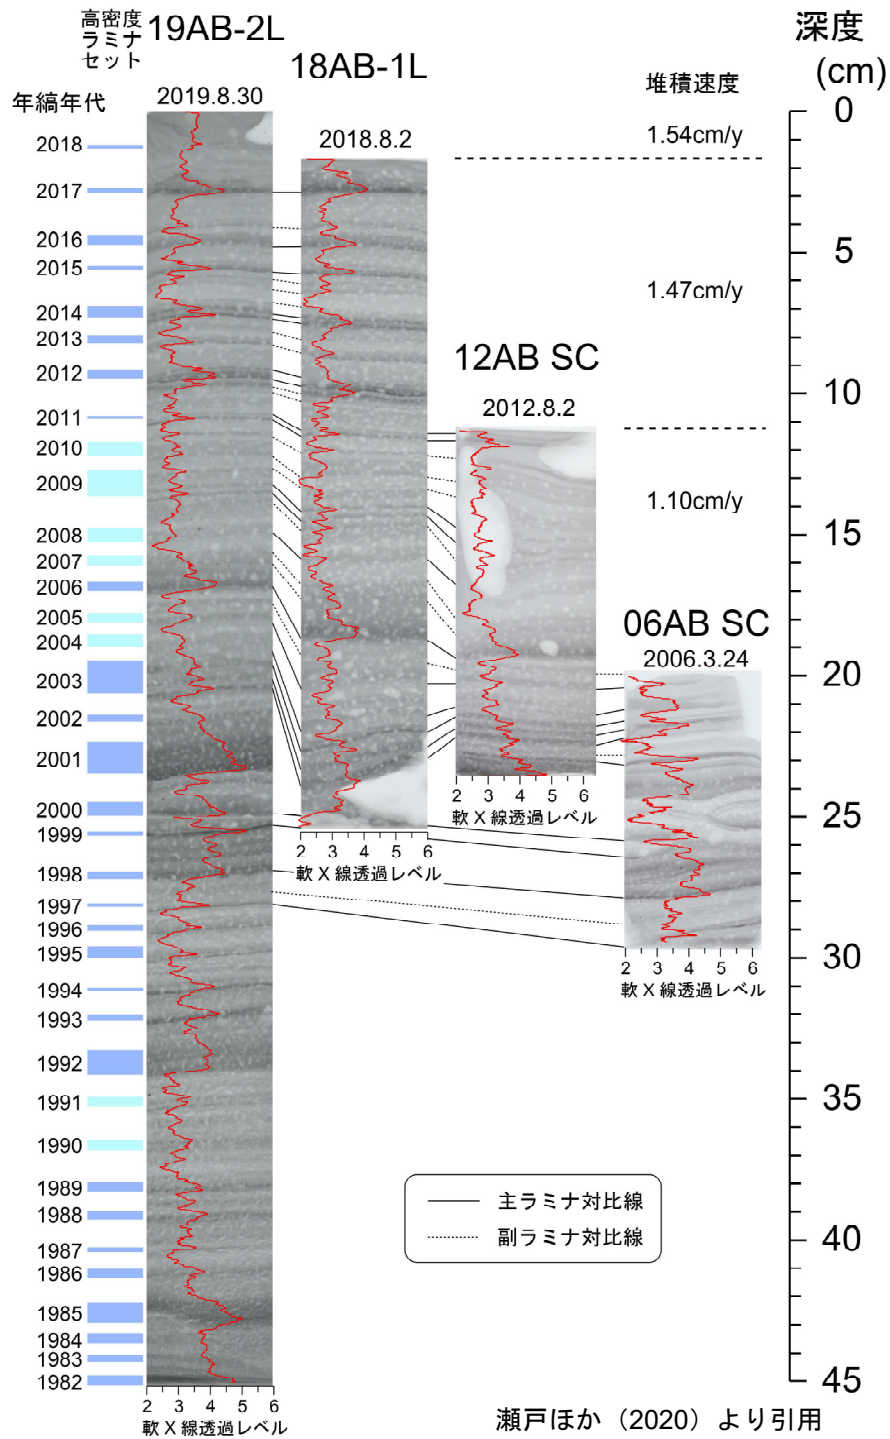 高密度
ラミナ
セット
19AB-2L
18AB-1L
深度
(cm)
年縞年代
2019.8.30
2018.8.2
堆積速度
0
1.54cm/y
2018
2017
2016
2015
2014
2013
2012
2011
2010
2009
2008
2007
2006
2005
2004
2003
2002
2001
2000
1999
1998
1997
1996
1995
1994
1993
1992
1991
1990
1989
1988
1987
1986
1985
1984
1983
1982
5
1.47cm/y
12AB SC
2012.8.2
10
1.10cm/y
15
06AB SC
2006.3.24
20
25
30
35
40
45
2 3 4 5 6
軟X線透過レベル
2 3 4 5 6
軟X線透過レベル
2 3 4 5 6
軟X線透過レベル
2 3 4 5 6
軟X線透過レベル
主ラミナ対比線
副ラミナ対比線
瀬戸ほか（2020）より引用